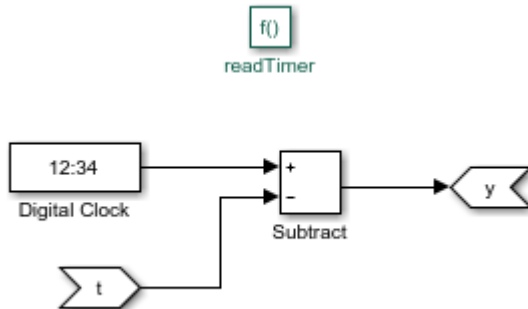 f()
readTimer
12:34
+
−
y
Digital Clock
Subtract
t